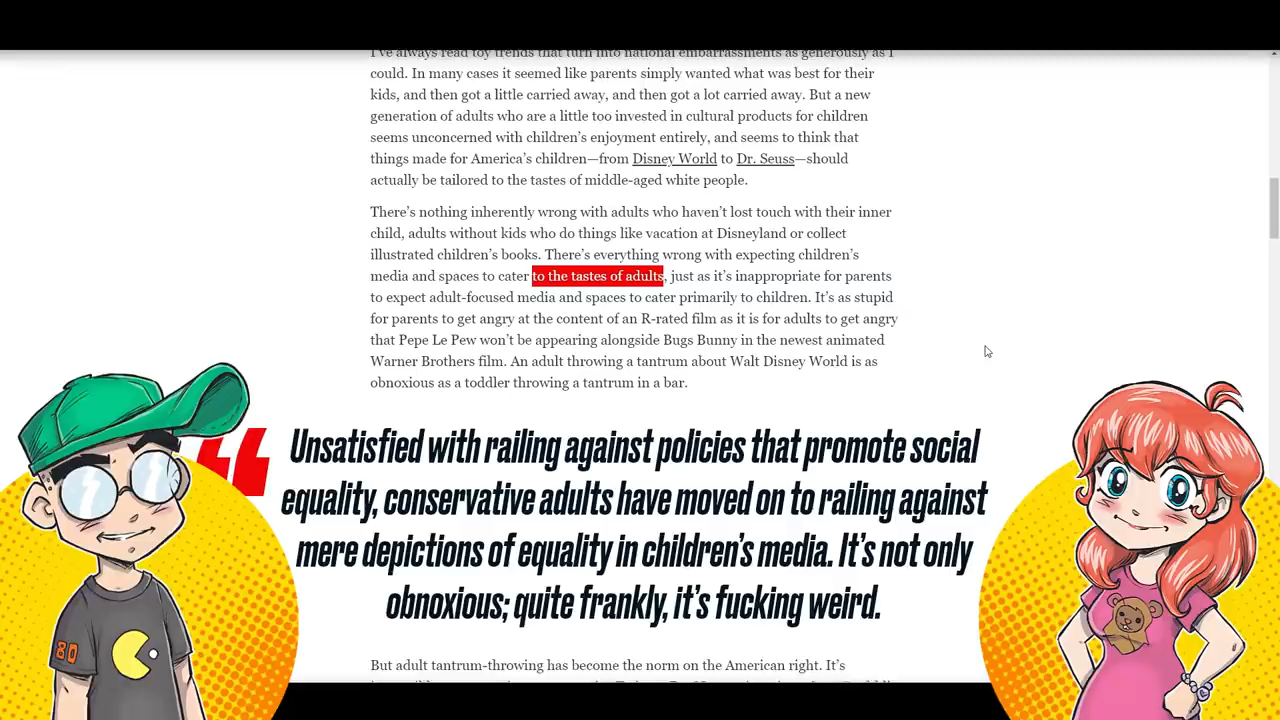 I've always read toy trends that turn into national embarrassments as generously as I
could. In many cases it seemed like parents simply wanted what was best for their
kids, and then got a little carried away, and then got a lot carried away. But a new
generation of adults who are a little too invested in cultural products for children
seems unconcerned with children's enjoyment entirely, and seems to think that
things made for America's children—from Disney World to Dr. Seuss—should
actually be tailored to the tastes of middle-aged white people.
There's nothing inherently wrong with adults who haven't lost touch with their inner
child, adults without kids who do things like vacation at Disneyland or collect
illustrated children's books. There's everything wrong with expecting children's
media and spaces to cater to the tastes of adults, just as it's inappropriate for parents
to expect adult-focused media and spaces to cater primarily to children. It's as stupid
for parents to get angry at the content of an R-rated film as it is for adults to get angry
that Pepe Le Pew won't be appearing alongside Bugs Bunny in the newest animated
Warner Brothers film. An adult throwing a tantrum about Walt Disney World is as
obnoxious as a toddler throwing a tantrum in a bar.
“
Unsatisfied with railing against policies that promote social
equality, conservative adults have moved on to railing against
mere depictions of equality in children's media. It's not only
obnoxious; quite frankly, it's fucking weird.
80
But adult tantrum-throwing has become the norm on the American right. It's